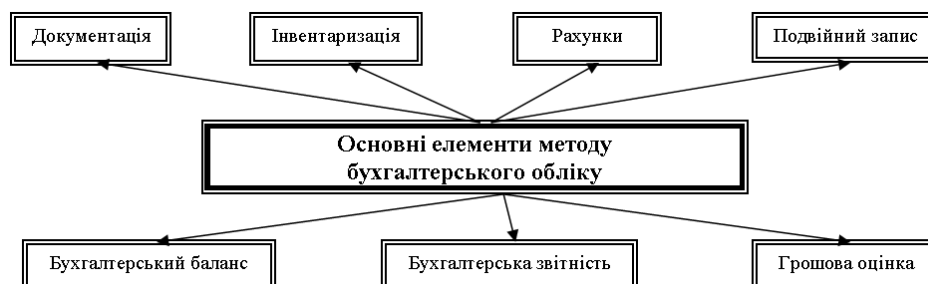 Документація
Інвентаризація
Рахунки
Подвійний запис
Основні елементи методу
бухгалтерського обліку
Бухгалтерський баланс
Бухгалтерська звітність
Грошова оцінка